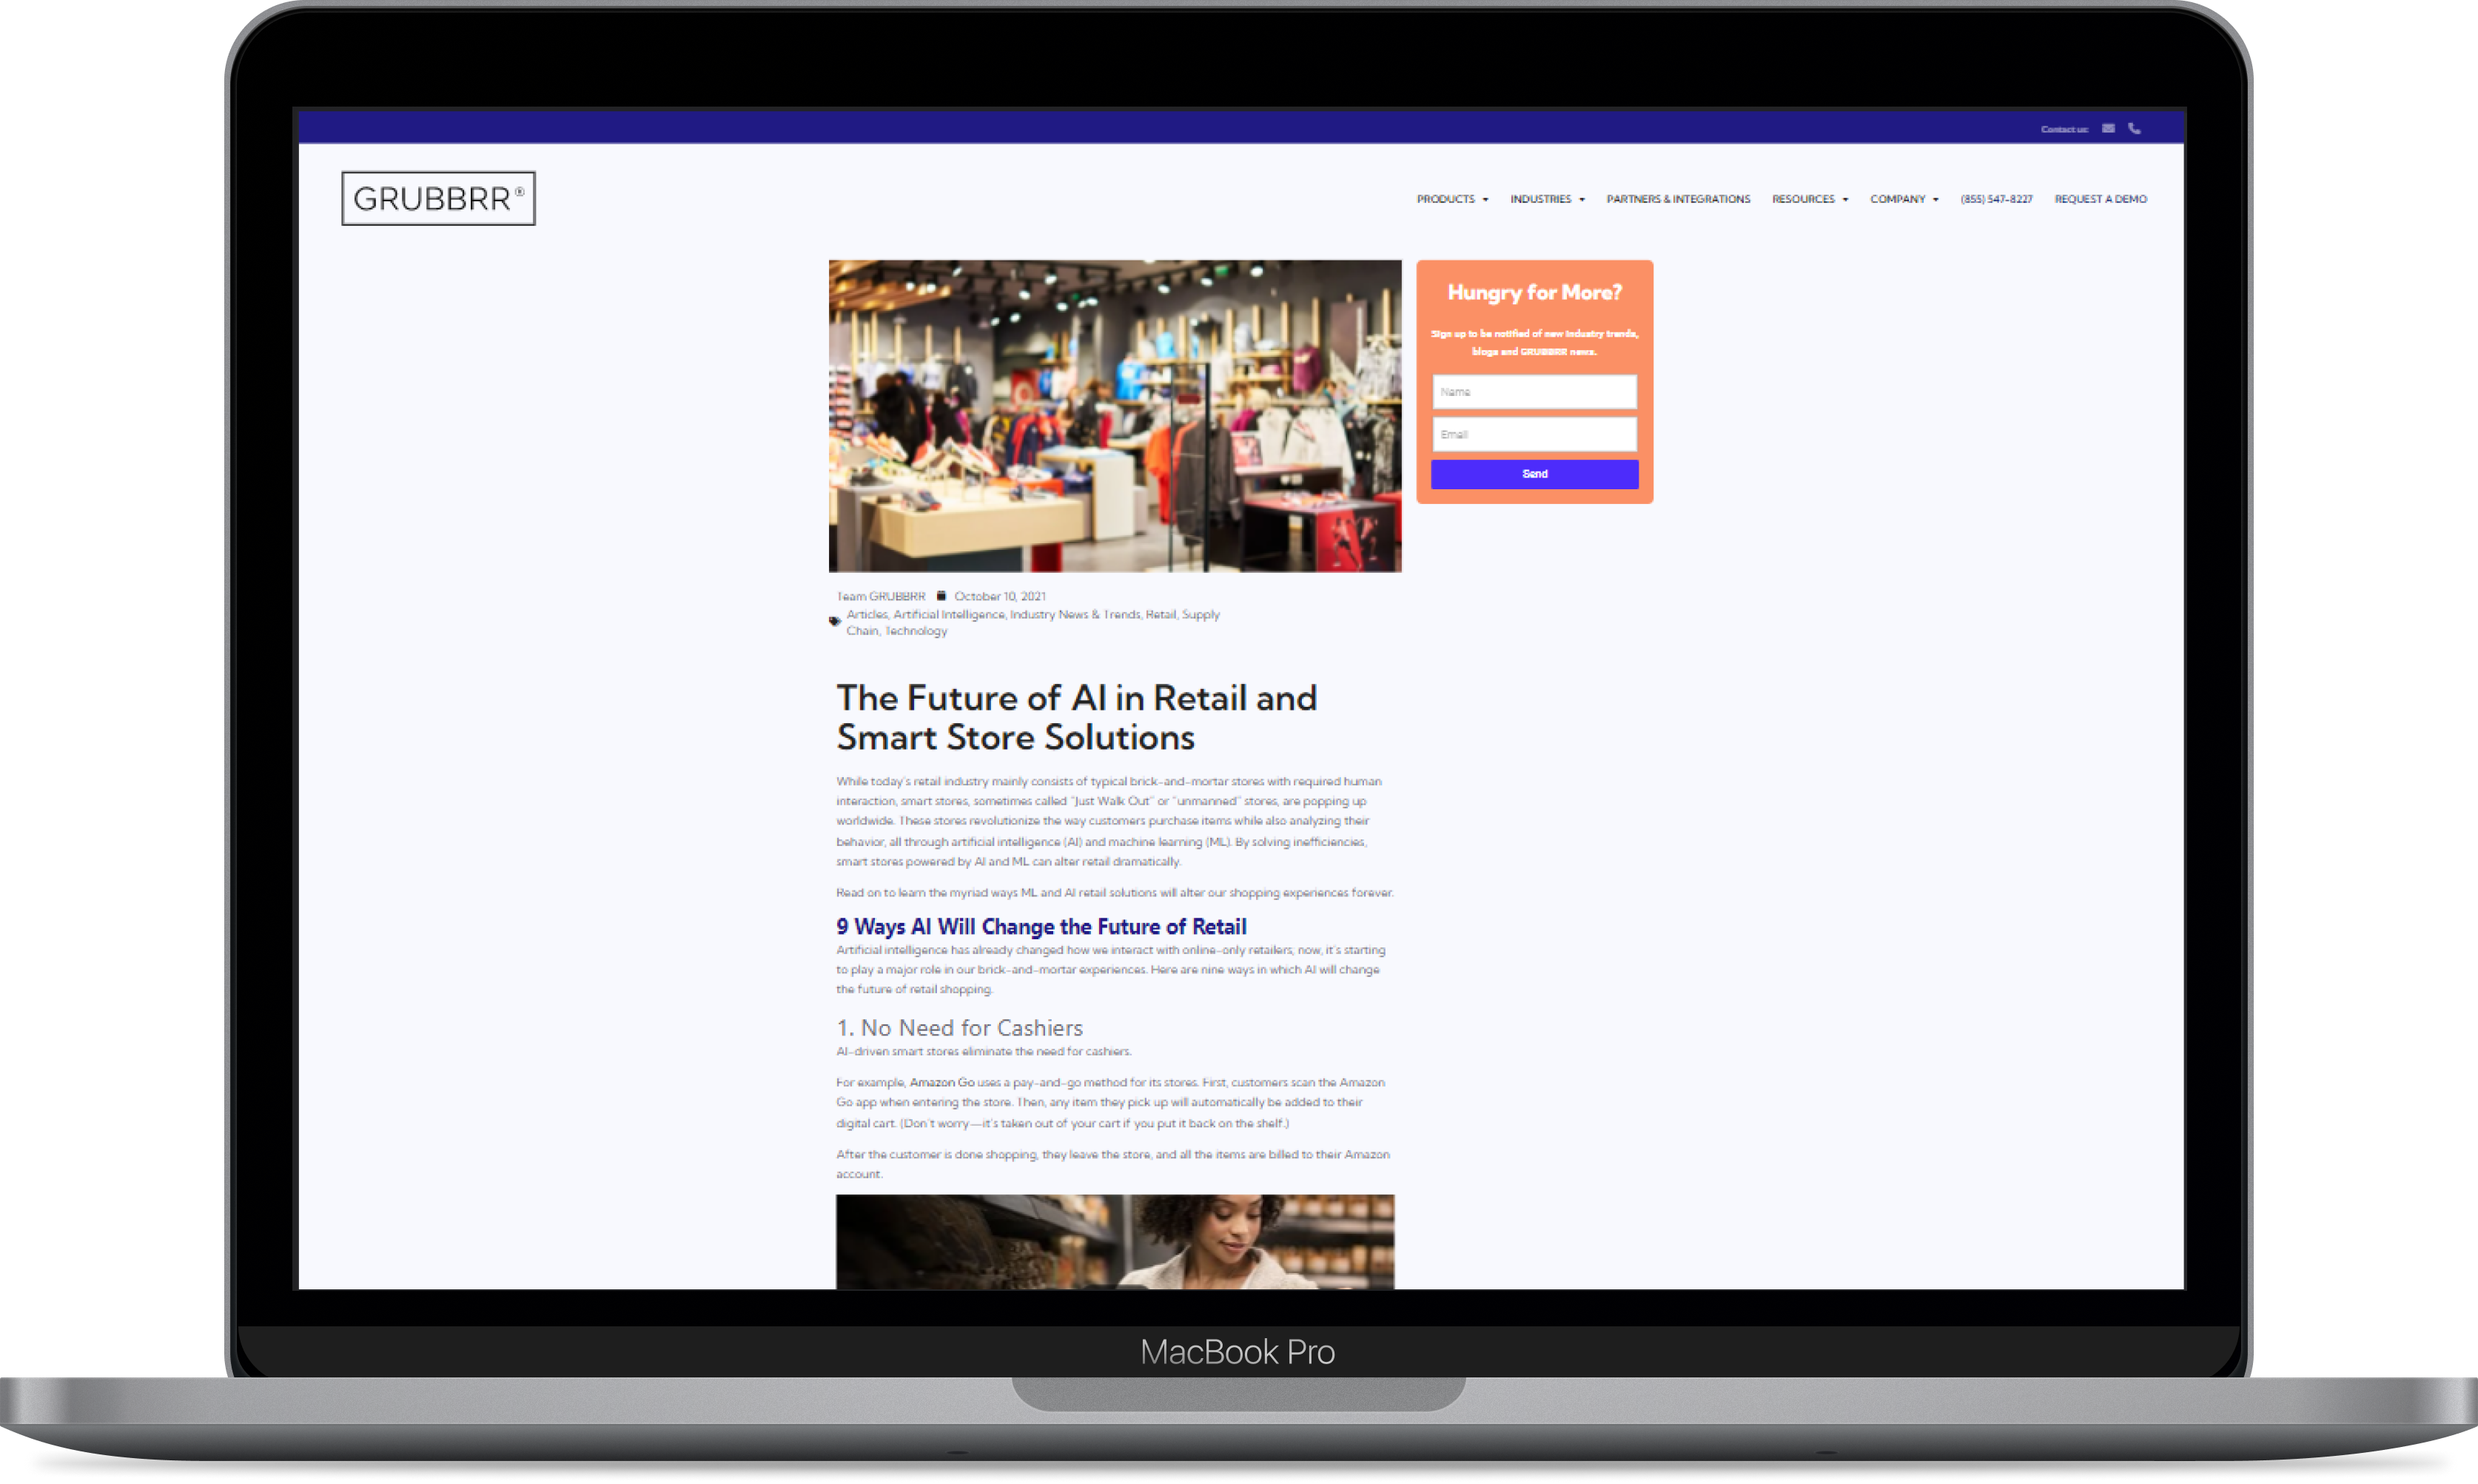 Contact us:
GRUBBRR®
PRODUCTS INDUSTRIES PARTNERS & INTEGRATIONS RESOURCES COMPANY (855) 547-8227 REQUEST A DEMO
Hungry for More?
Sign up to be notified of new industry trends,
blogs and GRUBBRR news.
Name
Email
Send
Team GRUBBRR October 10, 2021
Articles, Artificial Intelligence, Industry News & Trends, Retail, Supply
Chain, Technology
The Future of AI in Retail and
Smart Store Solutions
While today's retail industry mainly consists of typical brick-and-mortar stores with required human
interaction, smart stores, sometimes called "Just Walk Out" or "unmanned" stores, are popping up
worldwide. These stores revolutionize the way customers purchase items while also analyzing their
behavior, all through artificial intelligence (AI) and machine learning (ML). By solving inefficiencies,
smart stores powered by AI and ML can alter retail dramatically.
Read on to learn the myriad ways ML and AI retail solutions will alter our shopping experiences forever.
9 Ways AI Will Change the Future of Retail
Artificial intelligence has already changed how we interact with online-only retailers; now, it's starting
to play a major role in our brick-and-mortar experiences. Here are nine ways in which AI will change
the future of retail shopping.
1. No Need for Cashiers
AI-driven smart stores eliminate the need for cashiers.
For example, Amazon Go uses a pay-and-go method for its stores. First, customers scan the Amazon
Go app when entering the store. Then, any item they pick up will automatically be added to their
digital cart. (Don't worry—it's taken out of your cart if you put it back on the shelf.)
After the customer is done shopping, they leave the store, and all the items are billed to their Amazon
account.
MacBook Pro